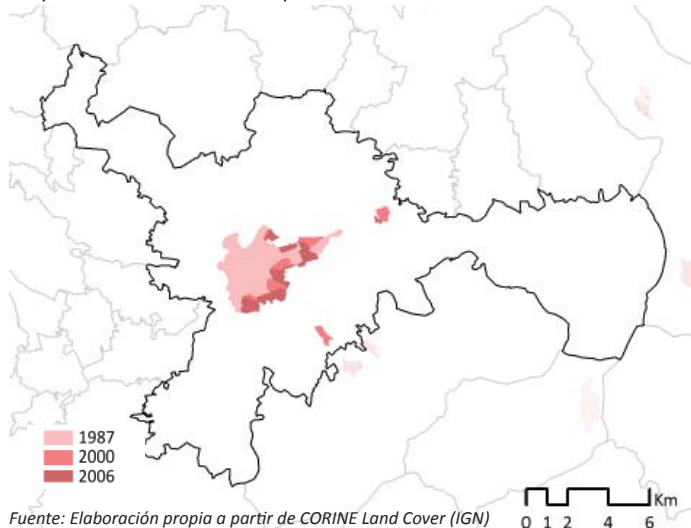 1987
2000
2006
Km
0 1 2 4 6
Fuente: Elaboración propia a partir de CORINE Land Cover (IGN)